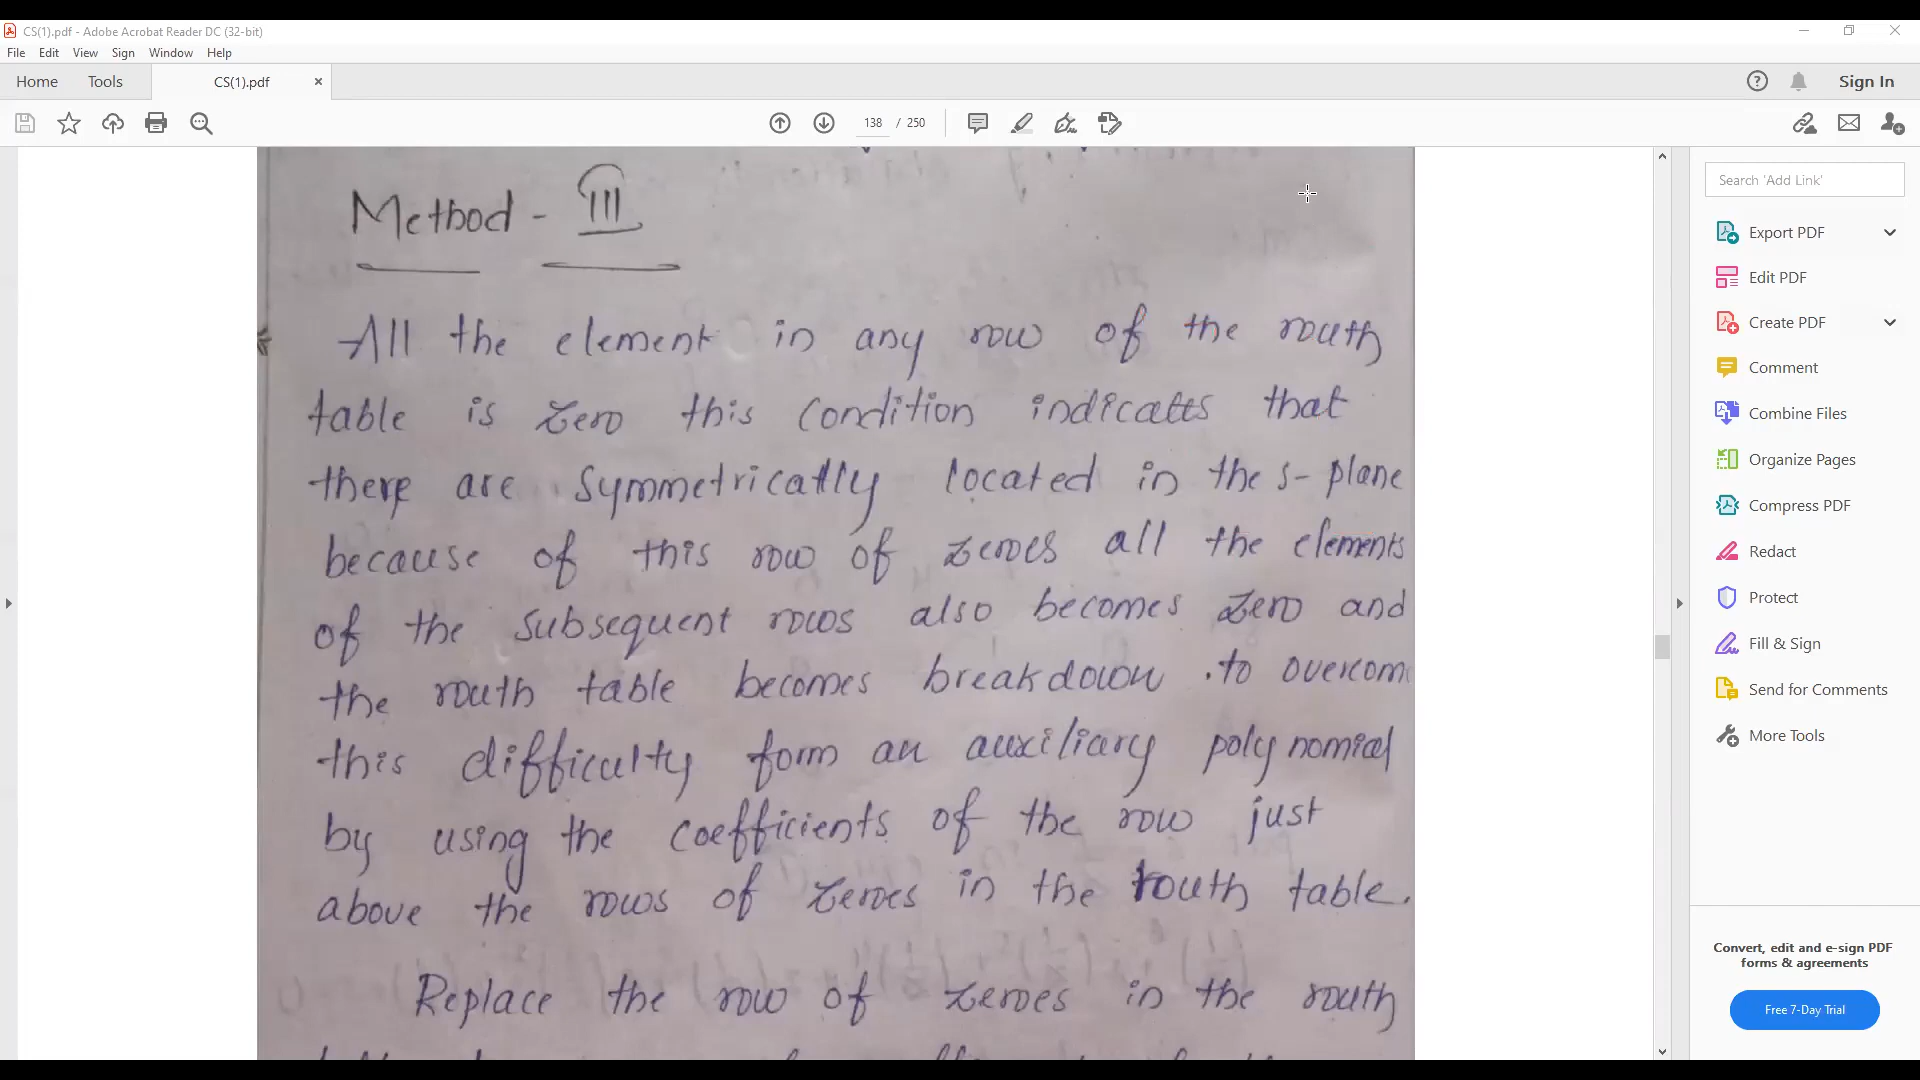 CS(1).pdf - Adobe Acrobat Reader DC (32-bit)
File Edit View Sign Window Help
Home Tools CS(1).pdf × Sign In
138 / 250
Search 'Add Link'
Export PDF
Edit PDF
Create PDF
Comment
Combine Files
Organize Pages
Compress PDF
Redact
Protect
Fill & Sign
Send for Comments
More Tools
Convert, edit and e-sign PDF
forms & agreements
Free 7-Day Trial
Method - III
All the element in any row of the routh
table is zero this condition indicates that
there are symmetrically located in the s-plane
because of this row of zeroes all the elements
of the subsequent rows also becomes zero and
the routh table becomes breakdown . to overcom
this difficulty form an auxiliary polynomial
by using the coefficients of the row just
above the rows of zeroes in the routh table.
Replace the row of zeroes in the routh